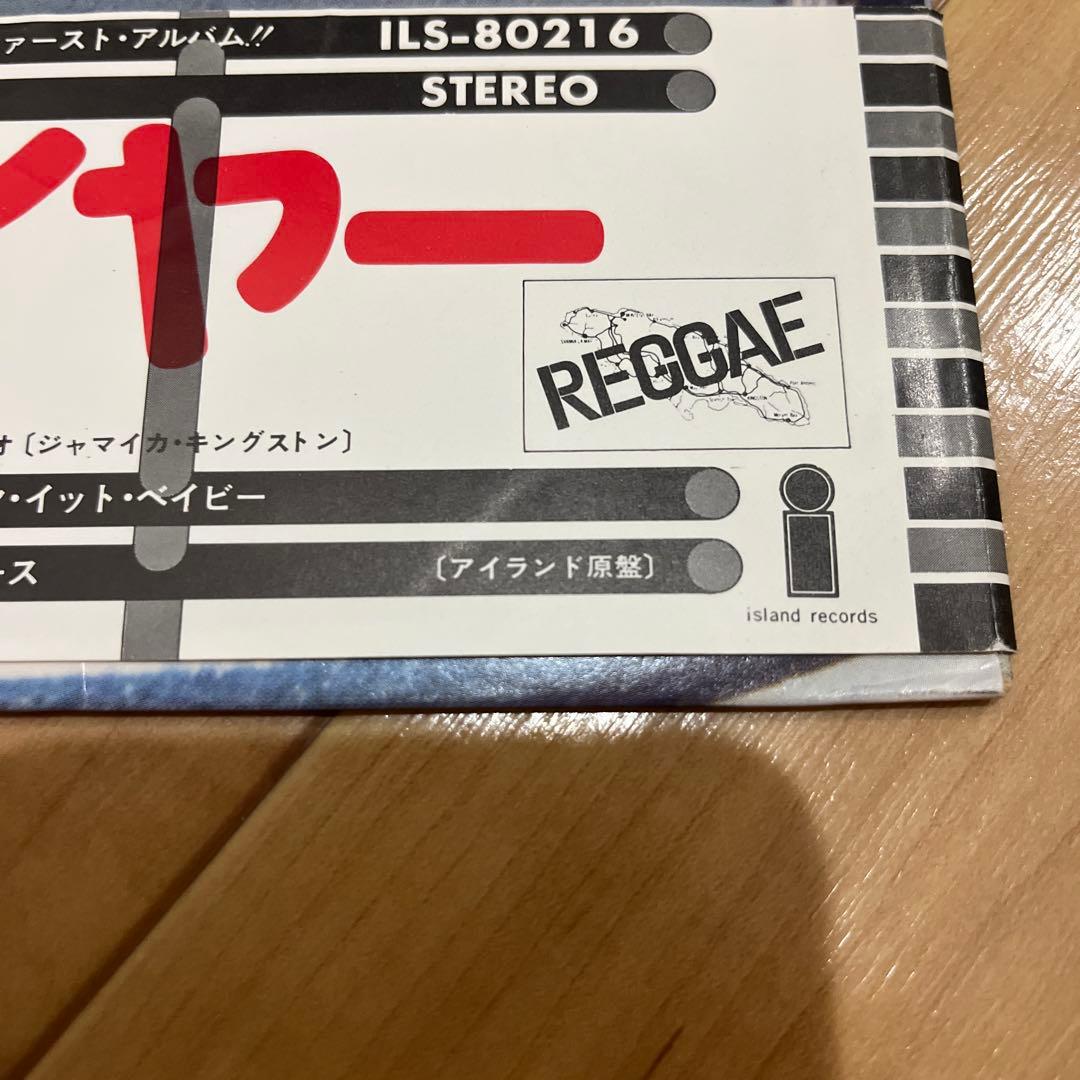 ァースト・アルバム!!
ILS-80216
STEREO
イヤー
REGGAE
KINGSTON
オ〔ジャマイカ・キングストン〕
・イット・ベイビー
ース
〔アイランド原盤〕
island records